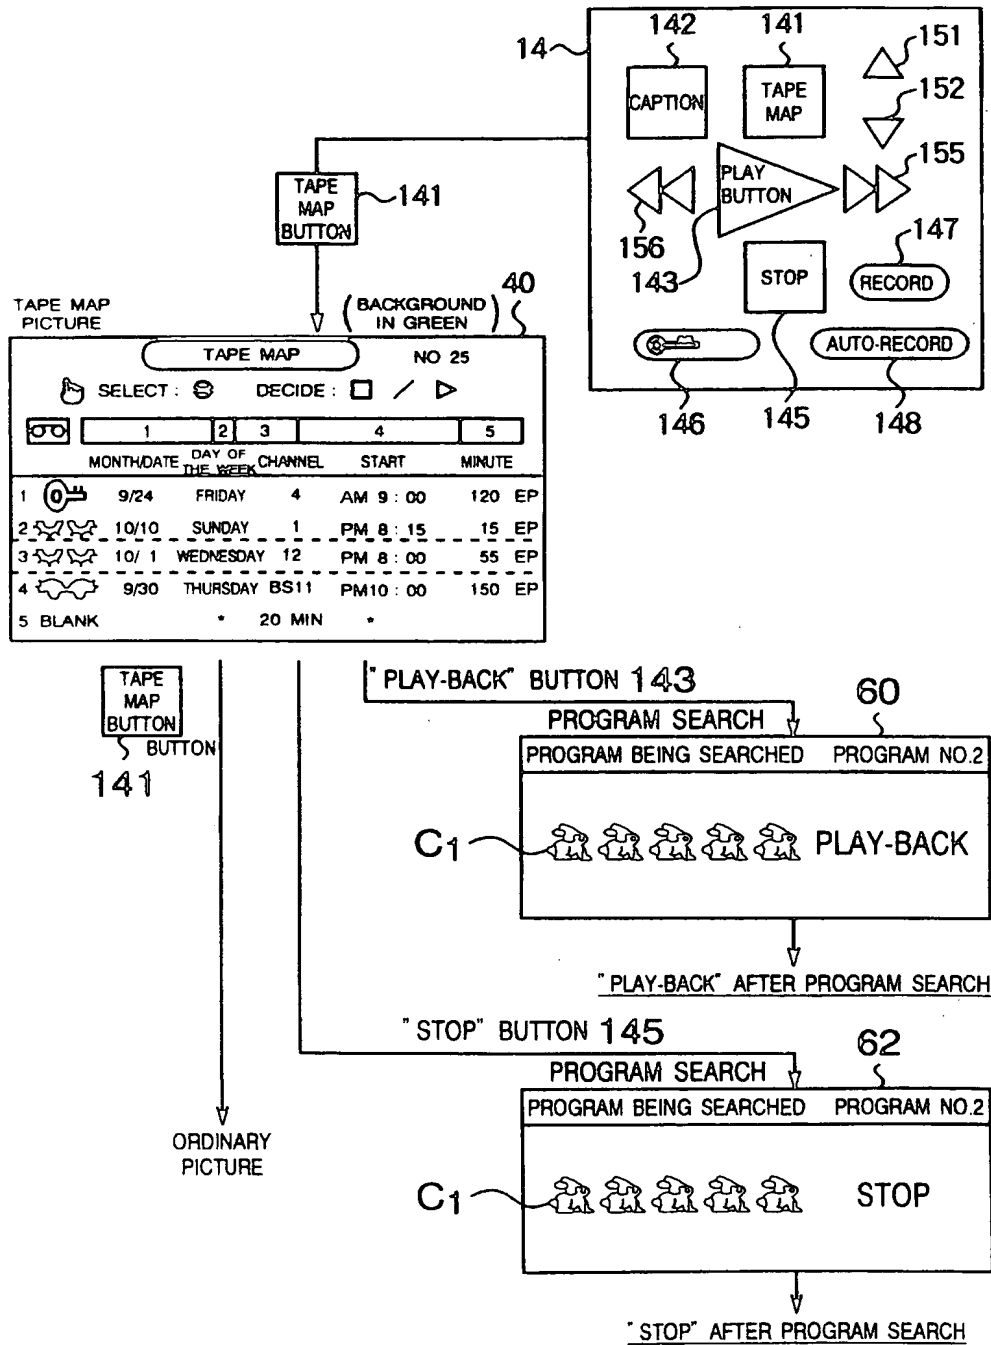 142
141
151
14
CAPTION
TAPE
MAP
152
155
PLAY
BUTTON
TAPE
MAP
BUTTON
141
156
143
STOP
147
RECORD
TAPE MAP
PICTURE
(BACKGROUND
IN GREEN)
40
AUTO-RECORD
146
145
148
TAPE MAP NO 25
SELECT : DECIDE : /
1 2 3 4 5
MONTH/DATE DAY OF THE WEEK CHANNEL START MINUTE
1 9/24 FRIDAY 4 AM 9 : 00 120 EP
2 10/10 SUNDAY 1 PM 8 : 15 15 EP
3 10/ 1 WEDNESDAY 12 PM 8 : 00 55 EP
4 9/30 THURSDAY BS11 PM10 : 00 150 EP
5 BLANK * 20 MIN *
TAPE
MAP
BUTTON
BUTTON
141
"PLAY-BACK" BUTTON 143
PROGRAM SEARCH
60
PROGRAM BEING SEARCHED PROGRAM NO.2
C1 PLAY-BACK
"PLAY-BACK" AFTER PROGRAM SEARCH
"STOP" BUTTON 145
PROGRAM SEARCH
62
PROGRAM BEING SEARCHED PROGRAM NO.2
C1 STOP
ORDINARY
PICTURE
"STOP" AFTER PROGRAM SEARCH